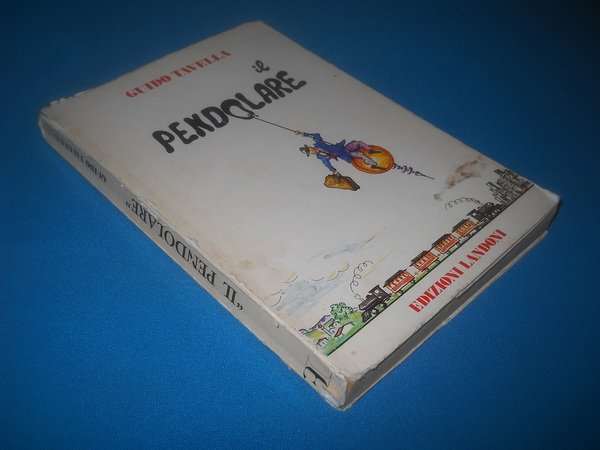 GUIDO TAVELLA
il
PENDOLARE
EDIZIONI LANDONI
GUIDO TAVELLA
"IL PENDOLARE"